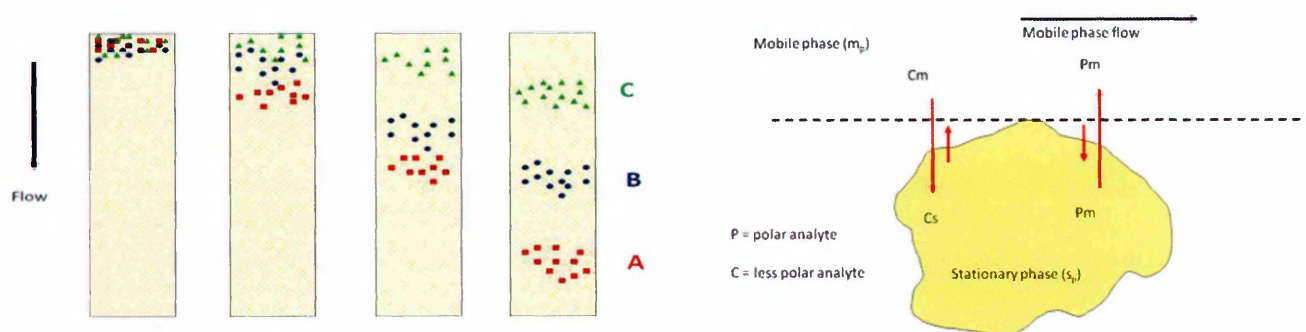 Flow
C
B
A
Mobile phase (mp)
Mobile phase flow
Cm
Pm
Cs
Pm
P = polar analyte
C = less polar analyte
Stationary phase (sp)